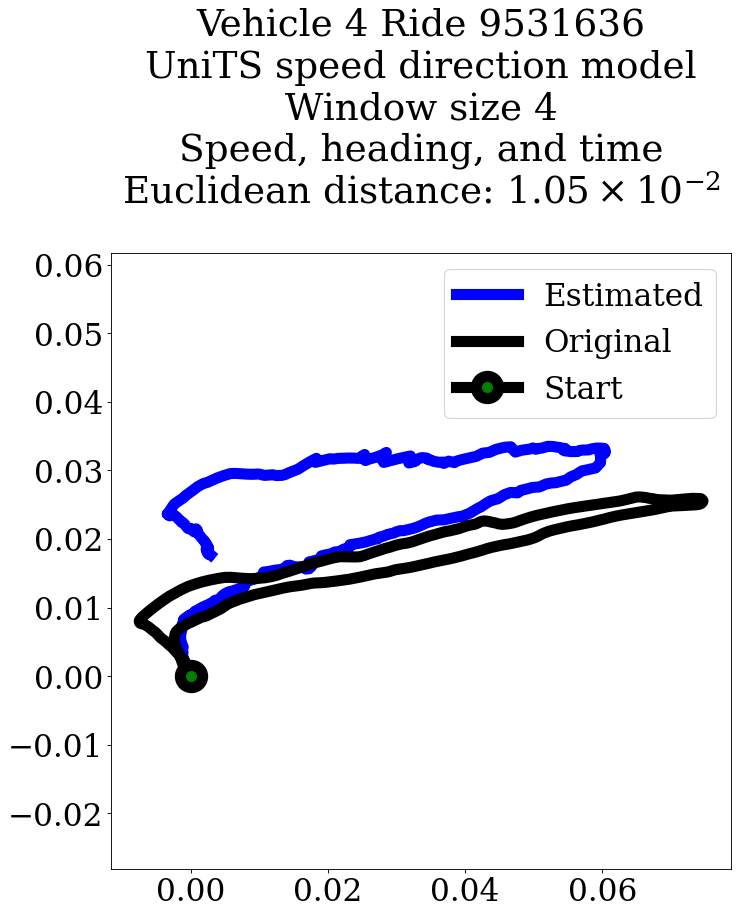 Vehicle 4 Ride 9531636
UniTS speed direction model
Window size 4
Speed, heading, and time
Euclidean distance: 1.05 × 10⁻²
0.06
0.05
0.04
0.03
0.02
0.01
0.00
−0.01
−0.02
Estimated
Original
Start
0.00 0.02 0.04 0.06